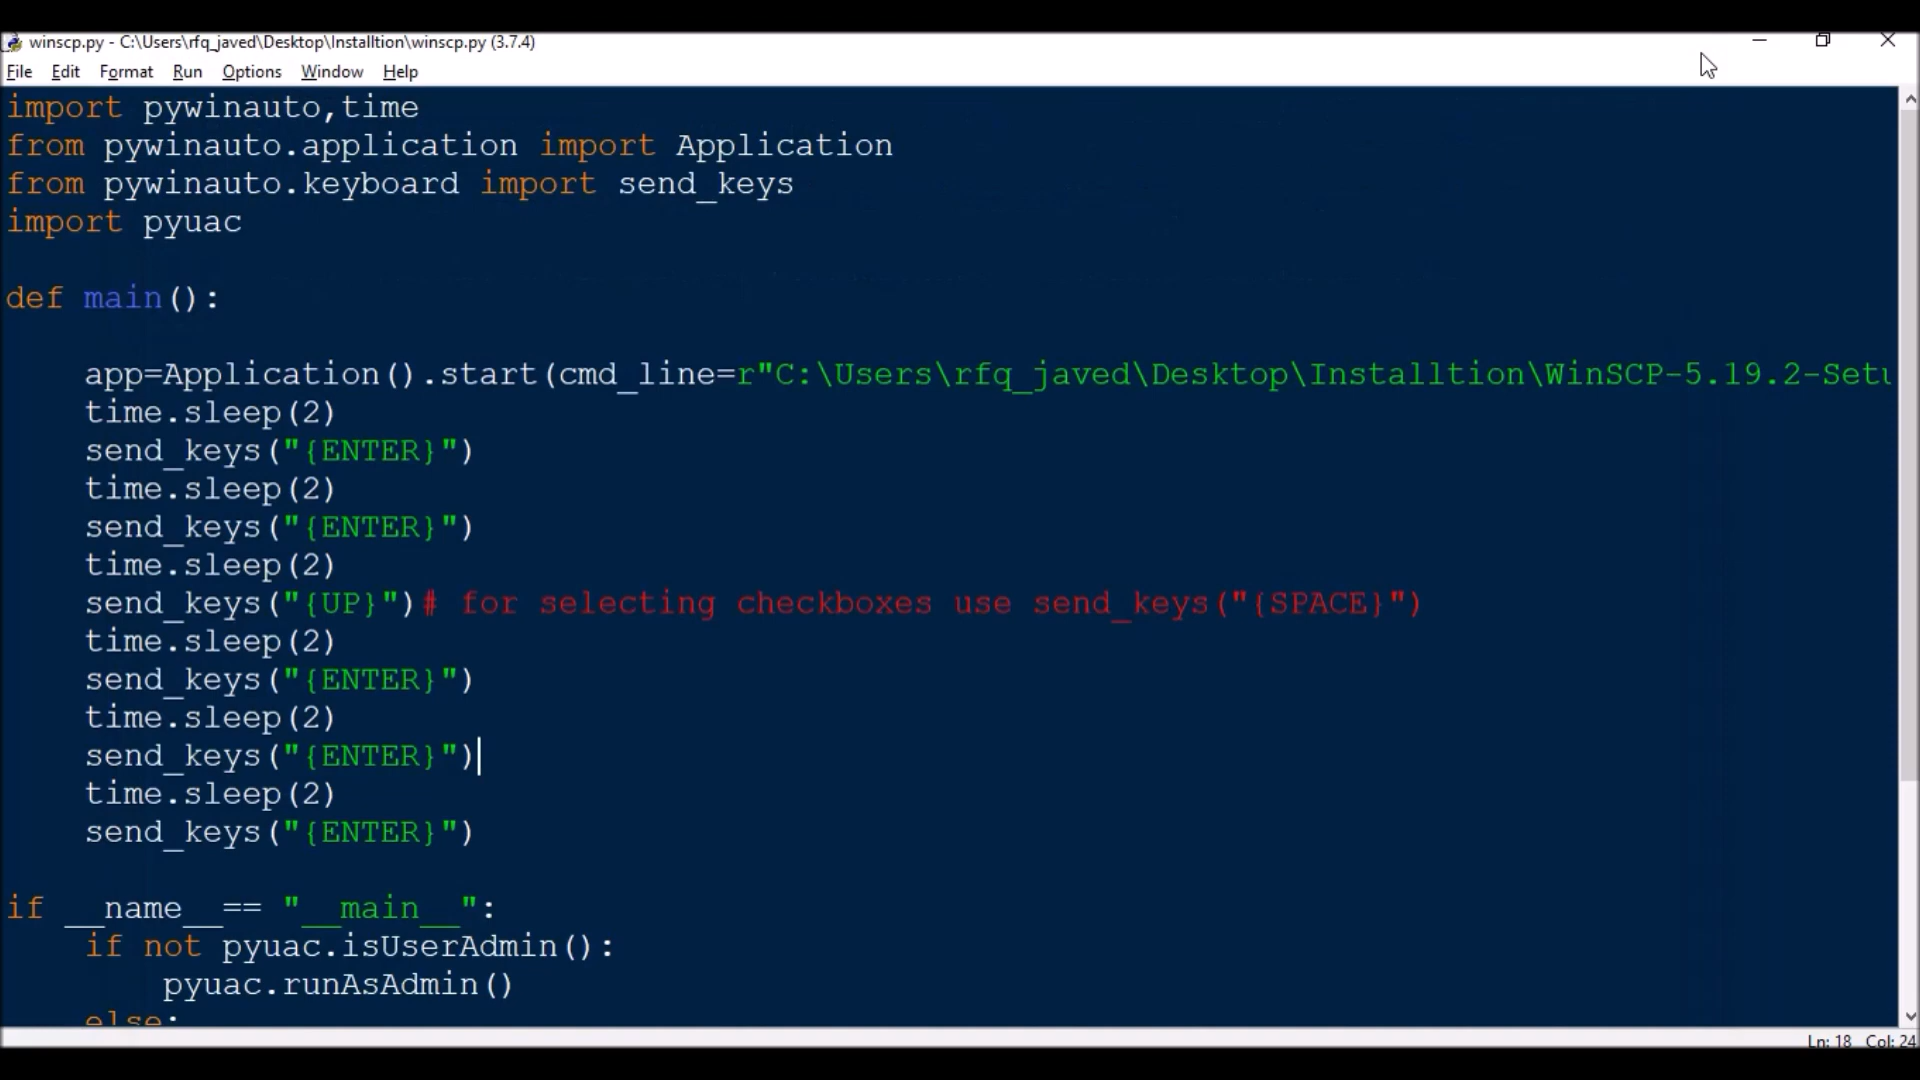 winscp.py - C:\Users\rfq_javed\Desktop\Installtion\winscp.py (3.7.4)
File Edit Format Run Options Window Help
import pywinauto,time
from pywinauto.application import Application
from pywinauto.keyboard import send_keys
import pyuac
def main():
    app=Application().start(cmd_line=r"C:\Users\rfq_javed\Desktop\Installtion\WinSCP-5.19.2-Setu
    time.sleep(2)
    send_keys("{ENTER}")
    time.sleep(2)
    send_keys("{ENTER}")
    time.sleep(2)
    send_keys("{UP}")# for selecting checkboxes use send_keys("{SPACE}")
    time.sleep(2)
    send_keys("{ENTER}")
    time.sleep(2)
    send_keys("{ENTER}")
    time.sleep(2)
    send_keys("{ENTER}")
if __name__== "__main__":
    if not pyuac.isUserAdmin():
        pyuac.runAsAdmin()
    else:
Ln: 18 Col: 24